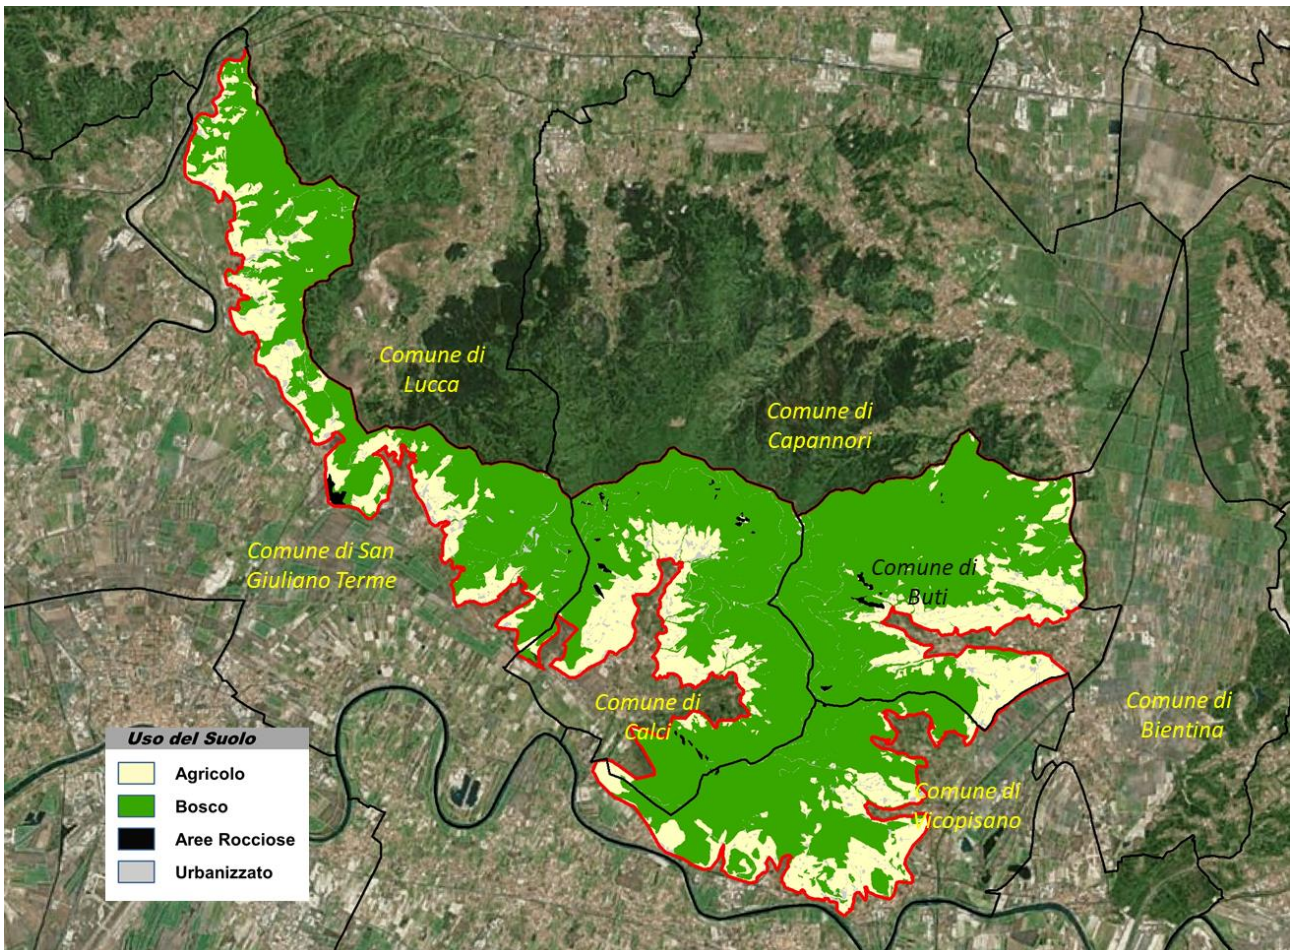 Comune di
Lucca
Comune di
Capannori
Comune di San
Giuliano Terme
Comune di
Buti
Comune di
Calci
Comune di
Bientina
Comune di
Vicopisano
Uso del Suolo
Agricolo
Bosco
Aree Rocciose
Urbanizzato